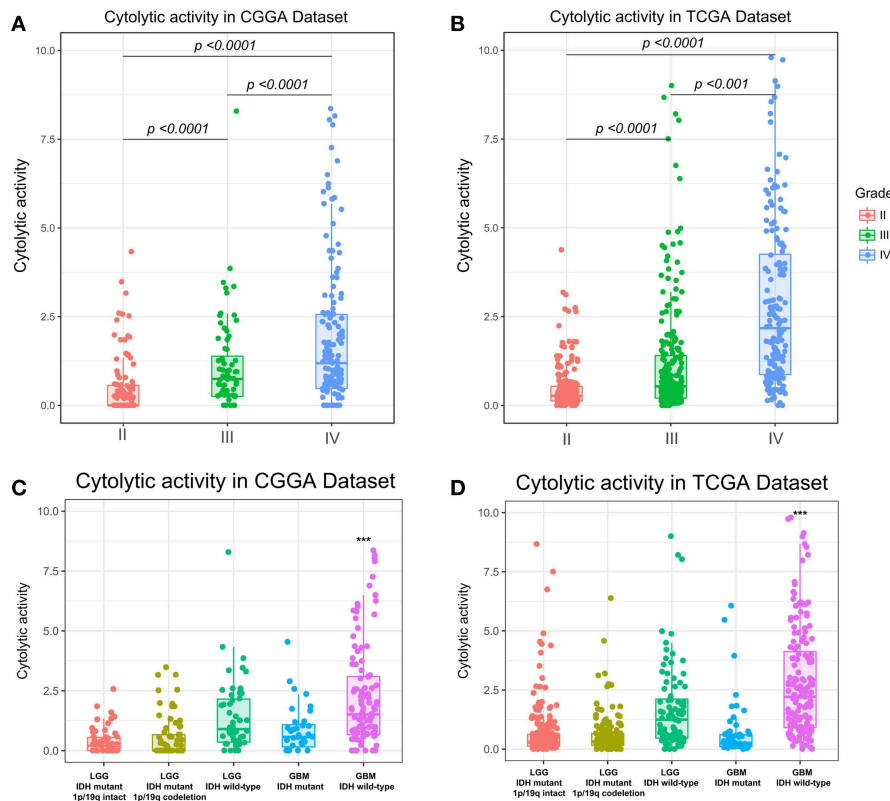 A
Cytolytic activity in CGGA Dataset
Cytolytic activity
10.0
7.5
5.0
2.5
0.0
p <0.0001
p <0.0001
p <0.0001
II
III
IV
B
Cytolytic activity in TCGA Dataset
Cytolytic activity
10.0
7.5
5.0
2.5
0.0
p <0.0001
p <0.001
p <0.0001
II
III
IV
Grade
II
III
IV
C
Cytolytic activity in CGGA Dataset
Cytolytic activity
10.0
7.5
5.0
2.5
0.0
***
LGG
IDH mutant
1p/19q intact
LGG
IDH mutant
1p/19q codeletion
LGG
IDH wild-type
GBM
IDH mutant
GBM
IDH wild-type
D
Cytolytic activity in TCGA Dataset
Cytolytic activity
10.0
7.5
5.0
2.5
0.0
***
LGG
IDH mutant
1p/19q intact
LGG
IDH mutant
1p/19q codeletion
LGG
IDH wild-type
GBM
IDH mutant
GBM
IDH wild-type